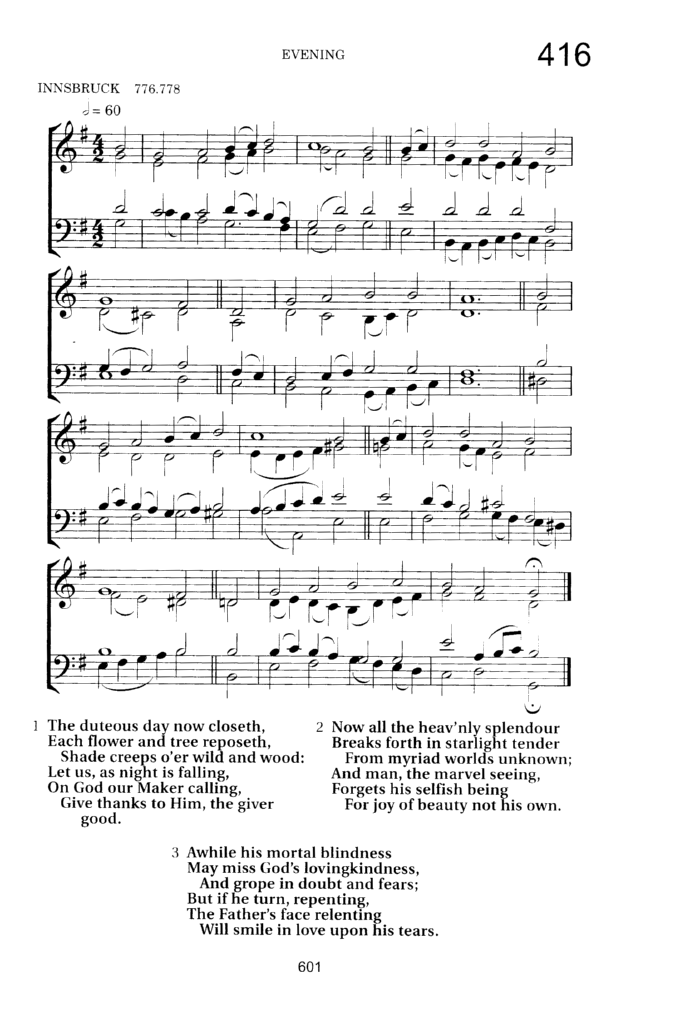 EVENING
416
INNSBRUCK 776.778
𝅗𝅥 = 60
1 The duteous day now closeth,
Each flower and tree reposeth,
Shade creeps o'er wild and wood:
Let us, as night is falling,
On God our Maker calling,
Give thanks to Him, the giver
good.
2 Now all the heav'nly splendour
Breaks forth in starlight tender
From myriad worlds unknown;
And man, the marvel seeing,
Forgets his selfish being
For joy of beauty not his own.
3 Awhile his mortal blindness
May miss God's lovingkindness,
And grope in doubt and fears;
But if he turn, repenting,
The Father's face relenting
Will smile in love upon his tears.
601